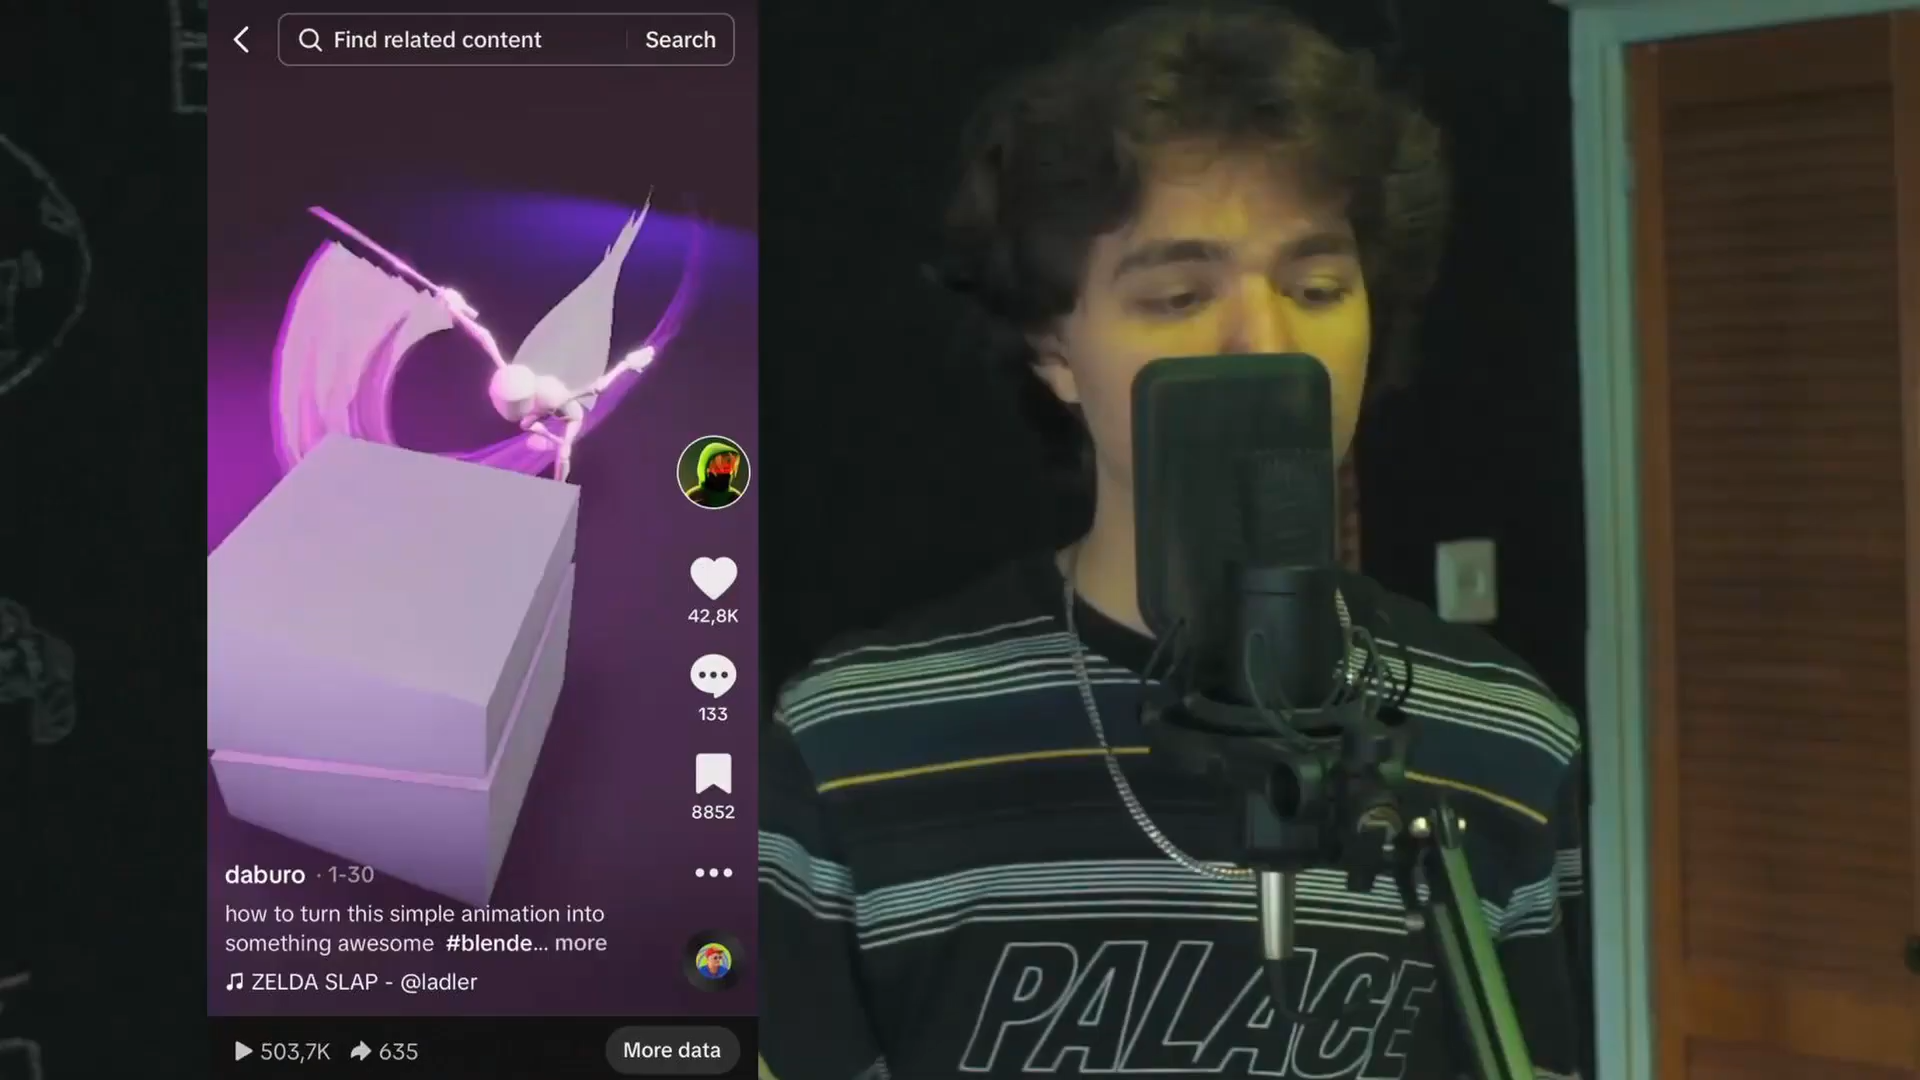 Find related content
Search
42,8K
133
8852
daburo · 1-30
how to turn this simple animation into
something awesome #blende... more
ZELDA SLAP - @ladler
503,7K
635
More data
PALACE